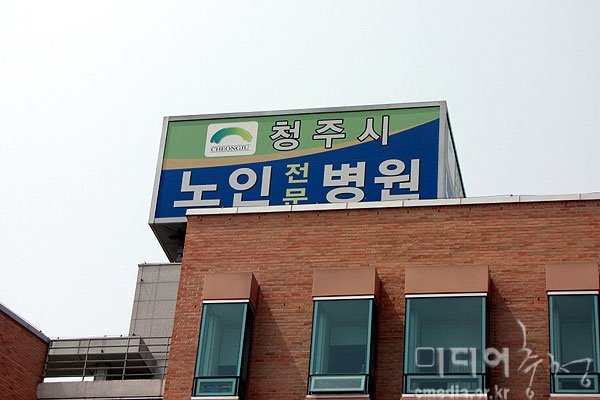 CHEONGJU
청주시
노인전문병원
미디어충청
cmedia.or.kr